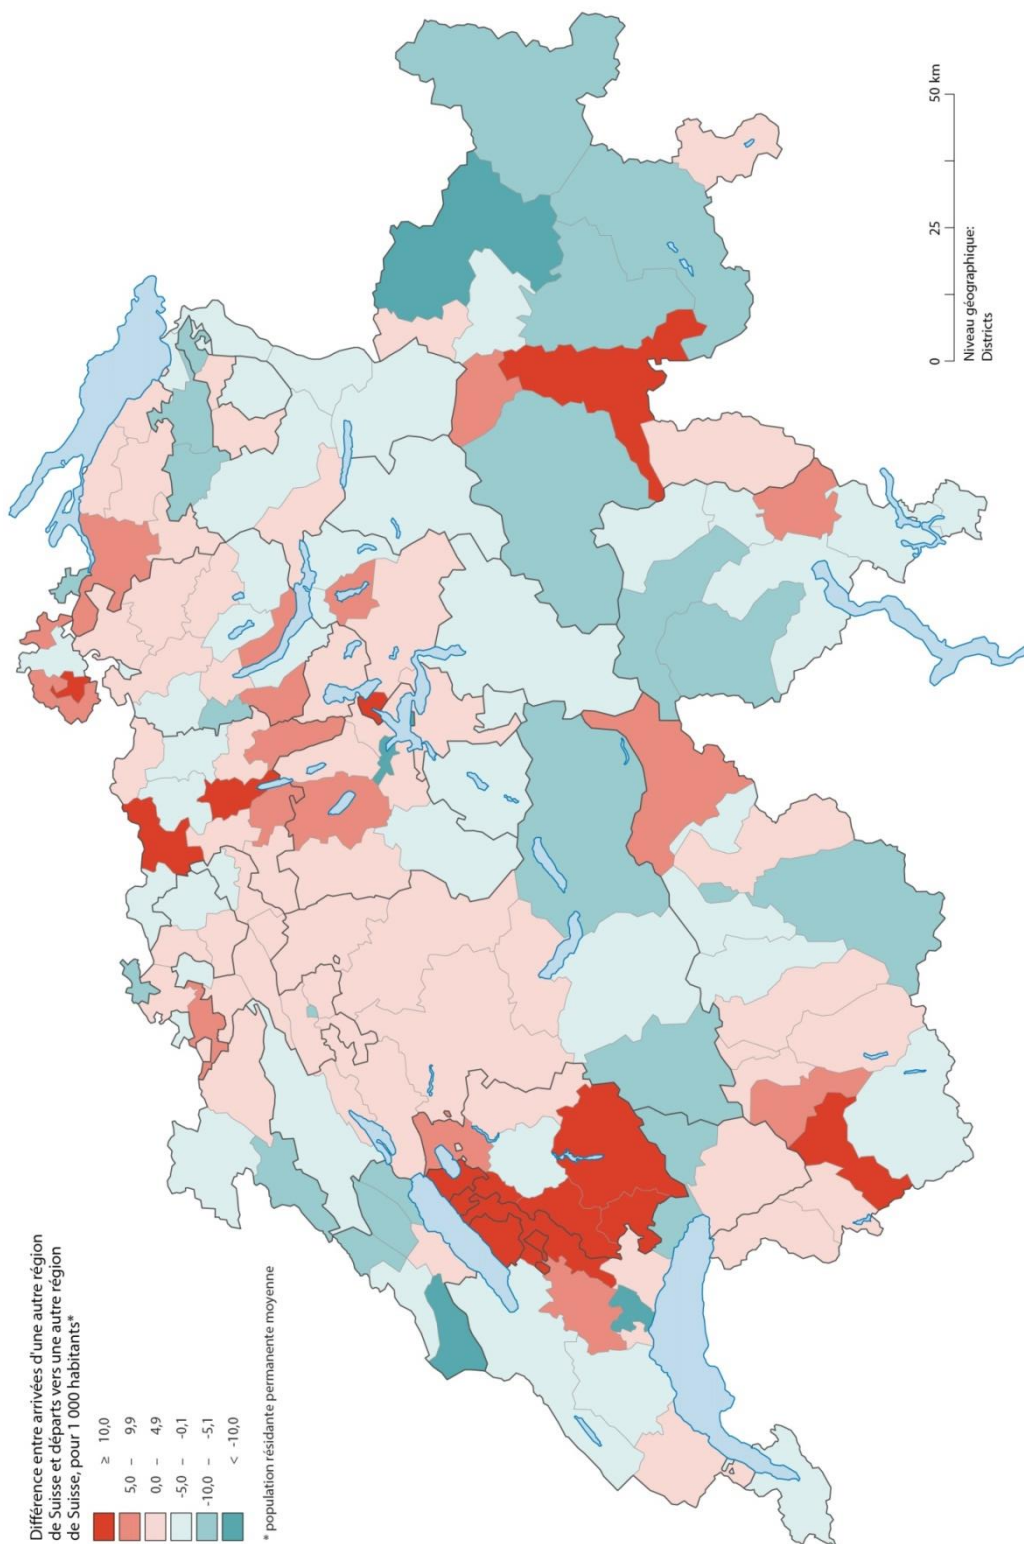 Différence entre arrivées d'une autre région
de Suisse et départs vers une autre région
de Suisse, pour 1 000 habitants*
≥ 10,0
5,0 – 9,9
0,0 – 4,9
-5,0 – -0,1
-10,0 – -5,1
< -10,0
* population résidante permanente moyenne
0 25 50 km
Niveau géographique:
Districts